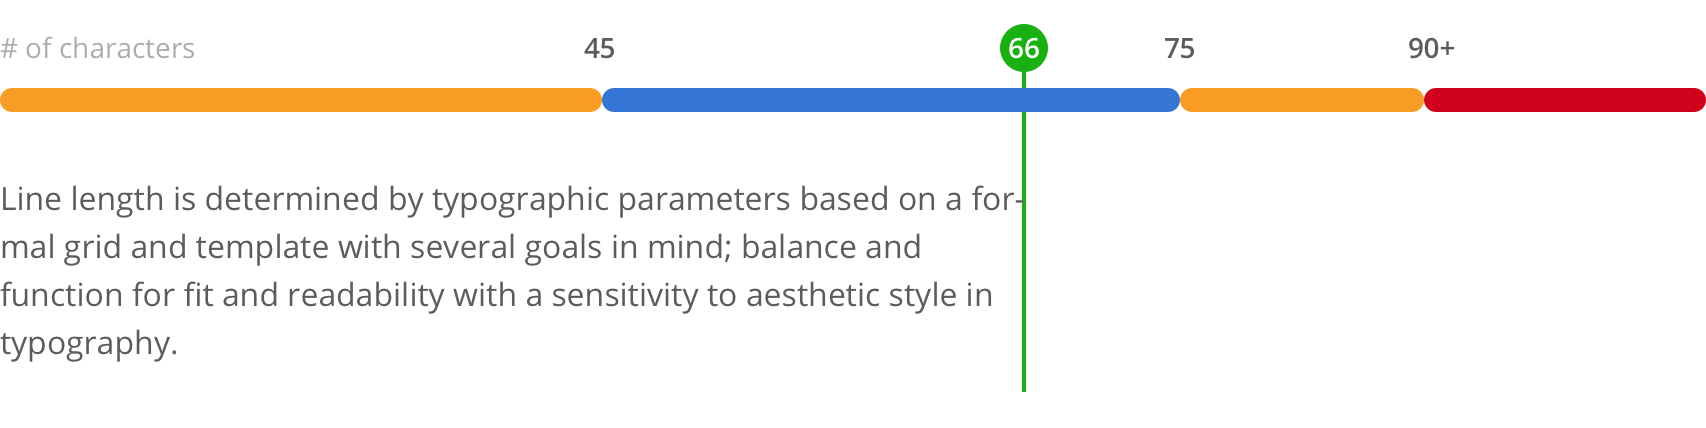 # of characters 45 66 75 90+
Line length is determined by typographic parameters based on a for-
mal grid and template with several goals in mind; balance and
function for fit and readability with a sensitivity to aesthetic style in
typography.